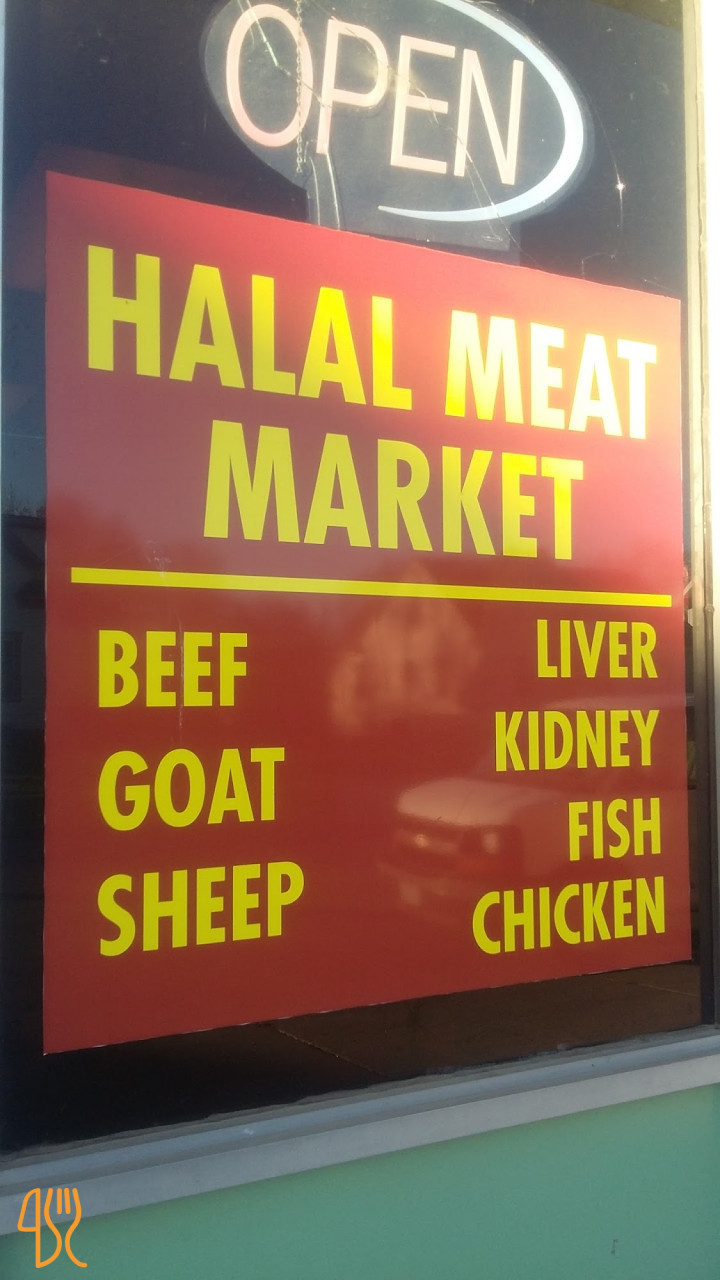 OPEN
HALAL MEAT
MARKET
BEEF
GOAT
SHEEP
LIVER
KIDNEY
FISH
CHICKEN